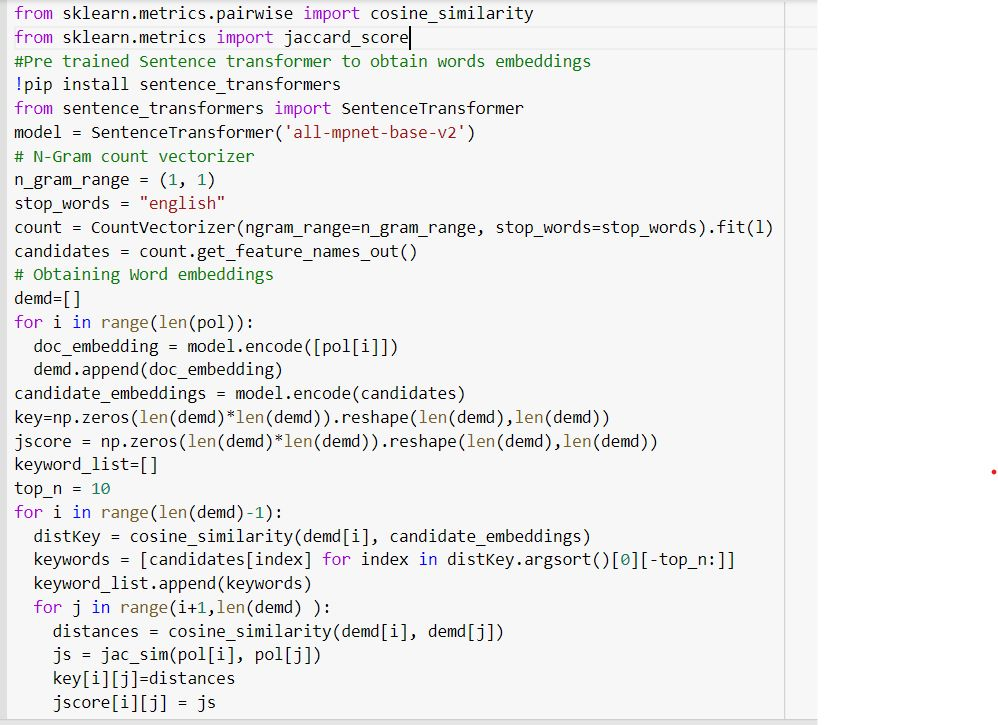 from sklearn.metrics.pairwise import cosine_similarity
from sklearn.metrics import jaccard_score
#Pre trained Sentence transformer to obtain words embeddings
!pip install sentence_transformers
from sentence_transformers import SentenceTransformer
model = SentenceTransformer('all-mpnet-base-v2')
# N-Gram count vectorizer
n_gram_range = (1, 1)
stop_words = "english"
count = CountVectorizer(ngram_range=n_gram_range, stop_words=stop_words).fit(l)
candidates = count.get_feature_names_out()
# Obtaining Word embeddings
demd=[]
for i in range(len(pol)):
  doc_embedding = model.encode([pol[i]])
  demd.append(doc_embedding)
candidate_embeddings = model.encode(candidates)
key=np.zeros(len(demd)*len(demd)).reshape(len(demd),len(demd))
jscore = np.zeros(len(demd)*len(demd)).reshape(len(demd),len(demd))
keyword_list=[]
top_n = 10
for i in range(len(demd)-1):
  distKey = cosine_similarity(demd[i], candidate_embeddings)
  keywords = [candidates[index] for index in distKey.argsort()[0][-top_n:]]
  keyword_list.append(keywords)
  for j in range(i+1,len(demd) ):
    distances = cosine_similarity(demd[i], demd[j])
    js = jac_sim(pol[i], pol[j])
    key[i][j]=distances
    jscore[i][j] = js